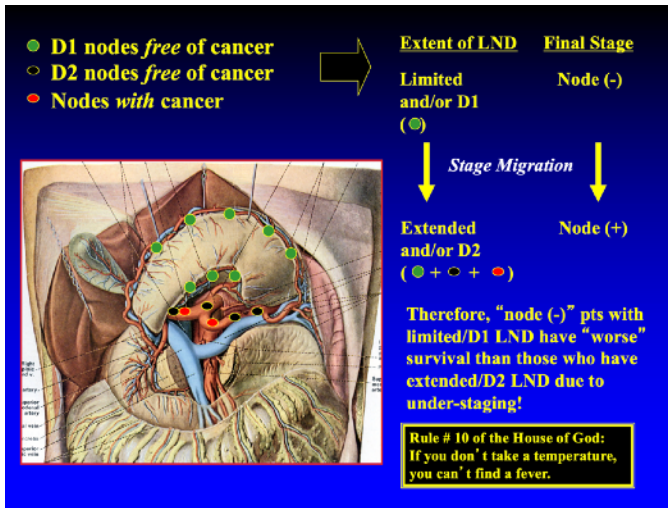 D1 nodes free of cancer
D2 nodes free of cancer
Nodes with cancer
Extent of LND
Final Stage
Limited
and/or D1
( )
Node (-)
Stage Migration
Extended
and/or D2
( + + )
Node (+)
Therefore, “node (-)” pts with
limited/D1 LND have “worse”
survival than those who have
extended/D2 LND due to
under-staging!
Rule # 10 of the House of God:
If you don’t take a temperature,
you can’t find a fever.